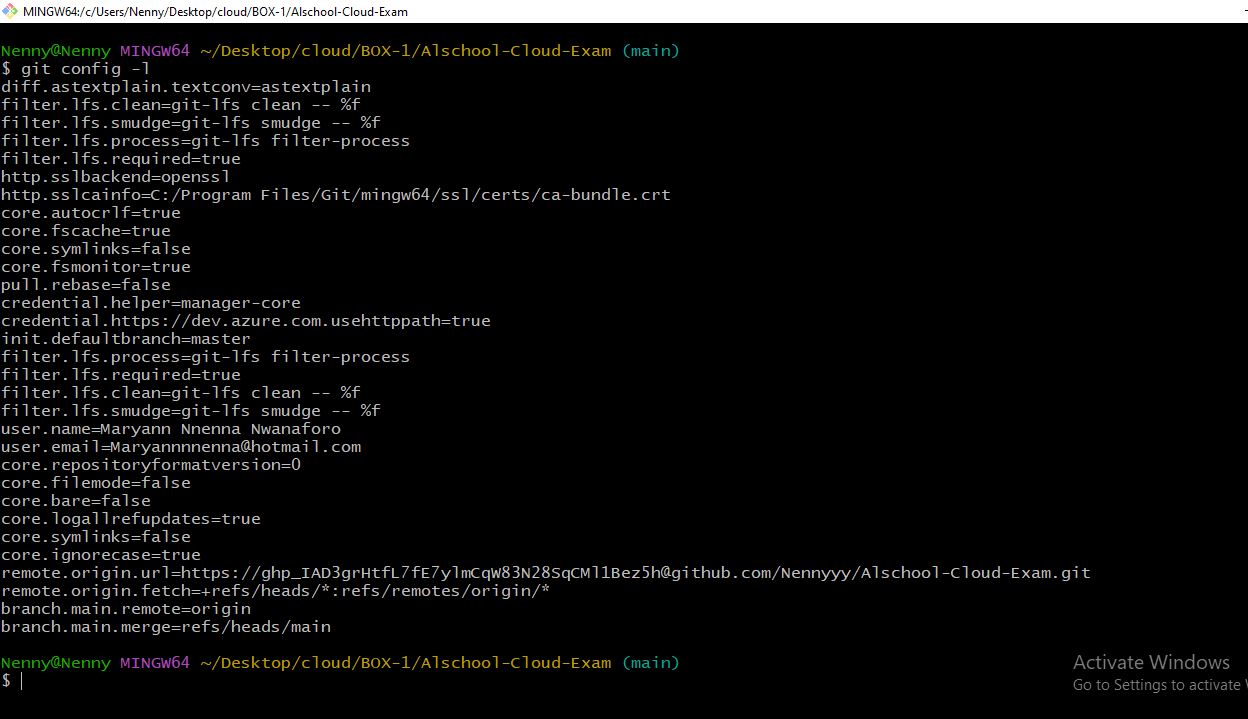 MINGW64:/c/Users/Nenny/Desktop/cloud/BOX-1/Alschool-Cloud-Exam
Nenny@Nenny MINGW64 ~/Desktop/cloud/BOX-1/Alschool-Cloud-Exam (main)
$ git config -l
diff.astextplain.textconv=astextplain
filter.lfs.clean=git-lfs clean -- %f
filter.lfs.smudge=git-lfs smudge -- %f
filter.lfs.process=git-lfs filter-process
filter.lfs.required=true
http.sslbackend=openssl
http.sslcainfo=C:/Program Files/Git/mingw64/ssl/certs/ca-bundle.crt
core.autocrlf=true
core.fscache=true
core.symlinks=false
core.fsmonitor=true
pull.rebase=false
credential.helper=manager-core
credential.https://dev.azure.com.usehttppath=true
init.defaultbranch=master
filter.lfs.process=git-lfs filter-process
filter.lfs.required=true
filter.lfs.clean=git-lfs clean -- %f
filter.lfs.smudge=git-lfs smudge -- %f
user.name=Maryann Nnenna Nwanaforo
user.email=Maryannnnenna@hotmail.com
core.repositoryformatversion=0
core.filemode=false
core.bare=false
core.logallrefupdates=true
core.symlinks=false
core.ignorecase=true
remote.origin.url=https://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@github.com/Nennyyy/Alschool-Cloud-Exam.git
remote.origin.fetch=+refs/heads/*:refs/remotes/origin/*
branch.main.remote=origin
branch.main.merge=refs/heads/main
Nenny@Nenny MINGW64 ~/Desktop/cloud/BOX-1/Alschool-Cloud-Exam (main)
$
Activate Windows
Go to Settings to activate